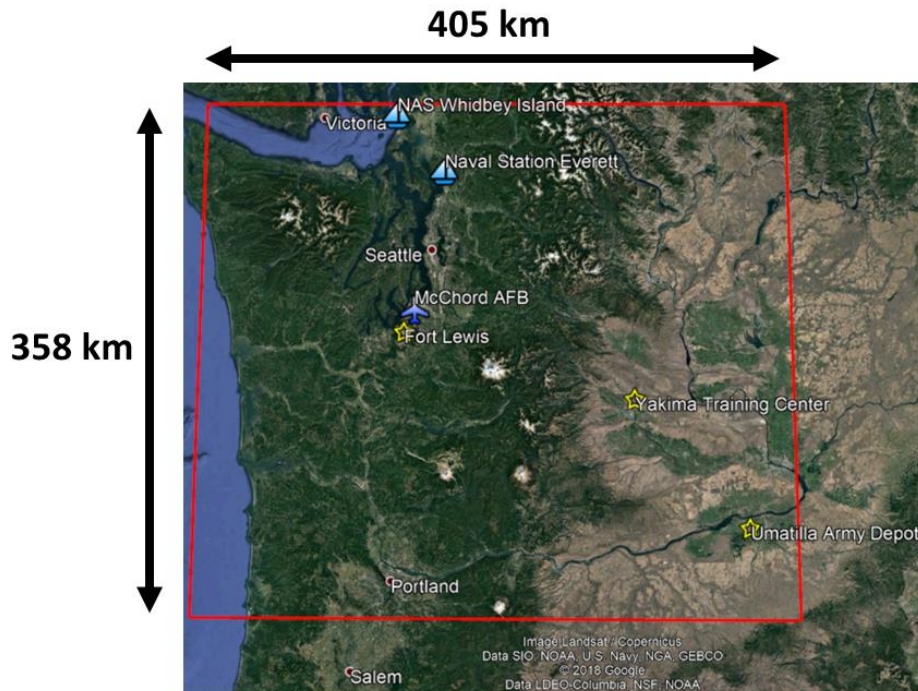 405 km
NAS Whidbey Island
Victoria
Naval Station Everett
Seattle
McChord AFB
Fort Lewis
358 km
Yakima Training Center
Umatilla Army Depot
Portland
Image Landsat / Copernicus
Data SIO, NOAA, U.S. Navy, NGA, GEBCO
© 2018 Google
Data LDEO-Columbia, NSF, NOAA
Salem